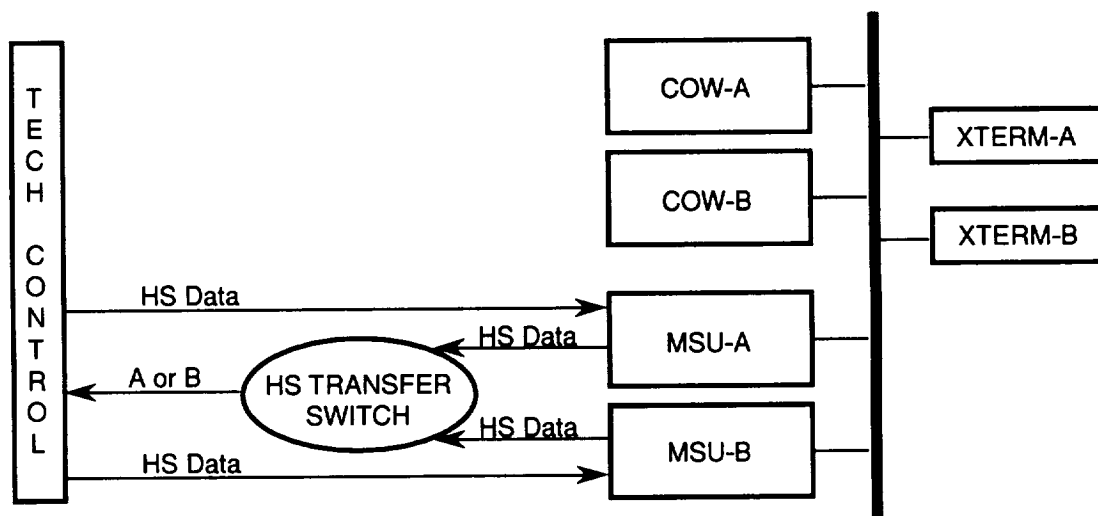 TECH CONTROL
COW-A
XTERM-A
COW-B
XTERM-B
HS Data
HS Data
MSU-A
A or B
HS TRANSFER
SWITCH
HS Data
MSU-B
HS Data